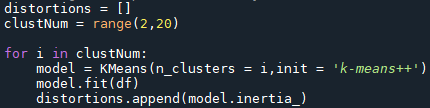 distortions = []
clustNum = range(2,20)
for i in clustNum:
    model = KMeans(n_clusters = i,init = 'k-means++')
    model.fit(df)
    distortions.append(model.inertia_)